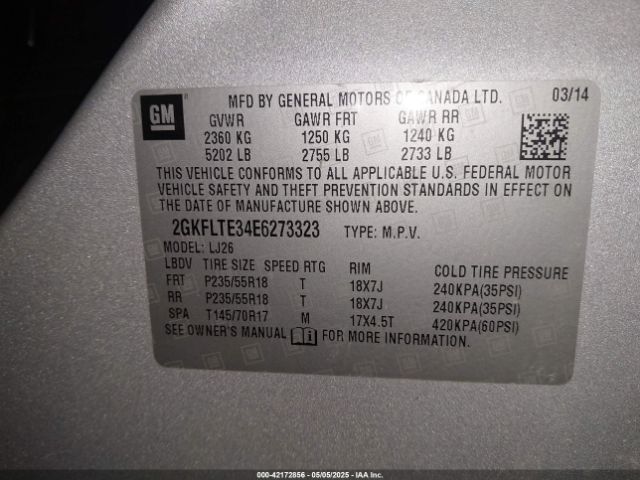 GM
MFD BY GENERAL MOTORS OF CANADA LTD. 03/14
GVWR GAWR FRT GAWR RR
2360 KG 1250 KG 1240 KG
5202 LB 2755 LB 2733 LB
THIS VEHICLE CONFORMS TO ALL APPLICABLE U.S. FEDERAL MOTOR
VEHICLE SAFETY AND THEFT PREVENTION STANDARDS IN EFFECT ON
THE DATE OF MANUFACTURE SHOWN ABOVE.
2GKFLTE34E6273323 TYPE: M.P.V.
MODEL: LJ26
LBDV TIRE SIZE SPEED RTG RIM COLD TIRE PRESSURE
FRT P235/55R18 T 18X7J 240KPA(35PSI)
RR P235/55R18 T 18X7J 240KPA(35PSI)
SPA T145/70R17 M 17X4.5T 420KPA(60PSI)
SEE OWNER'S MANUAL FOR MORE INFORMATION.
000-42172856 - 05/05/2025 - IAA Inc.